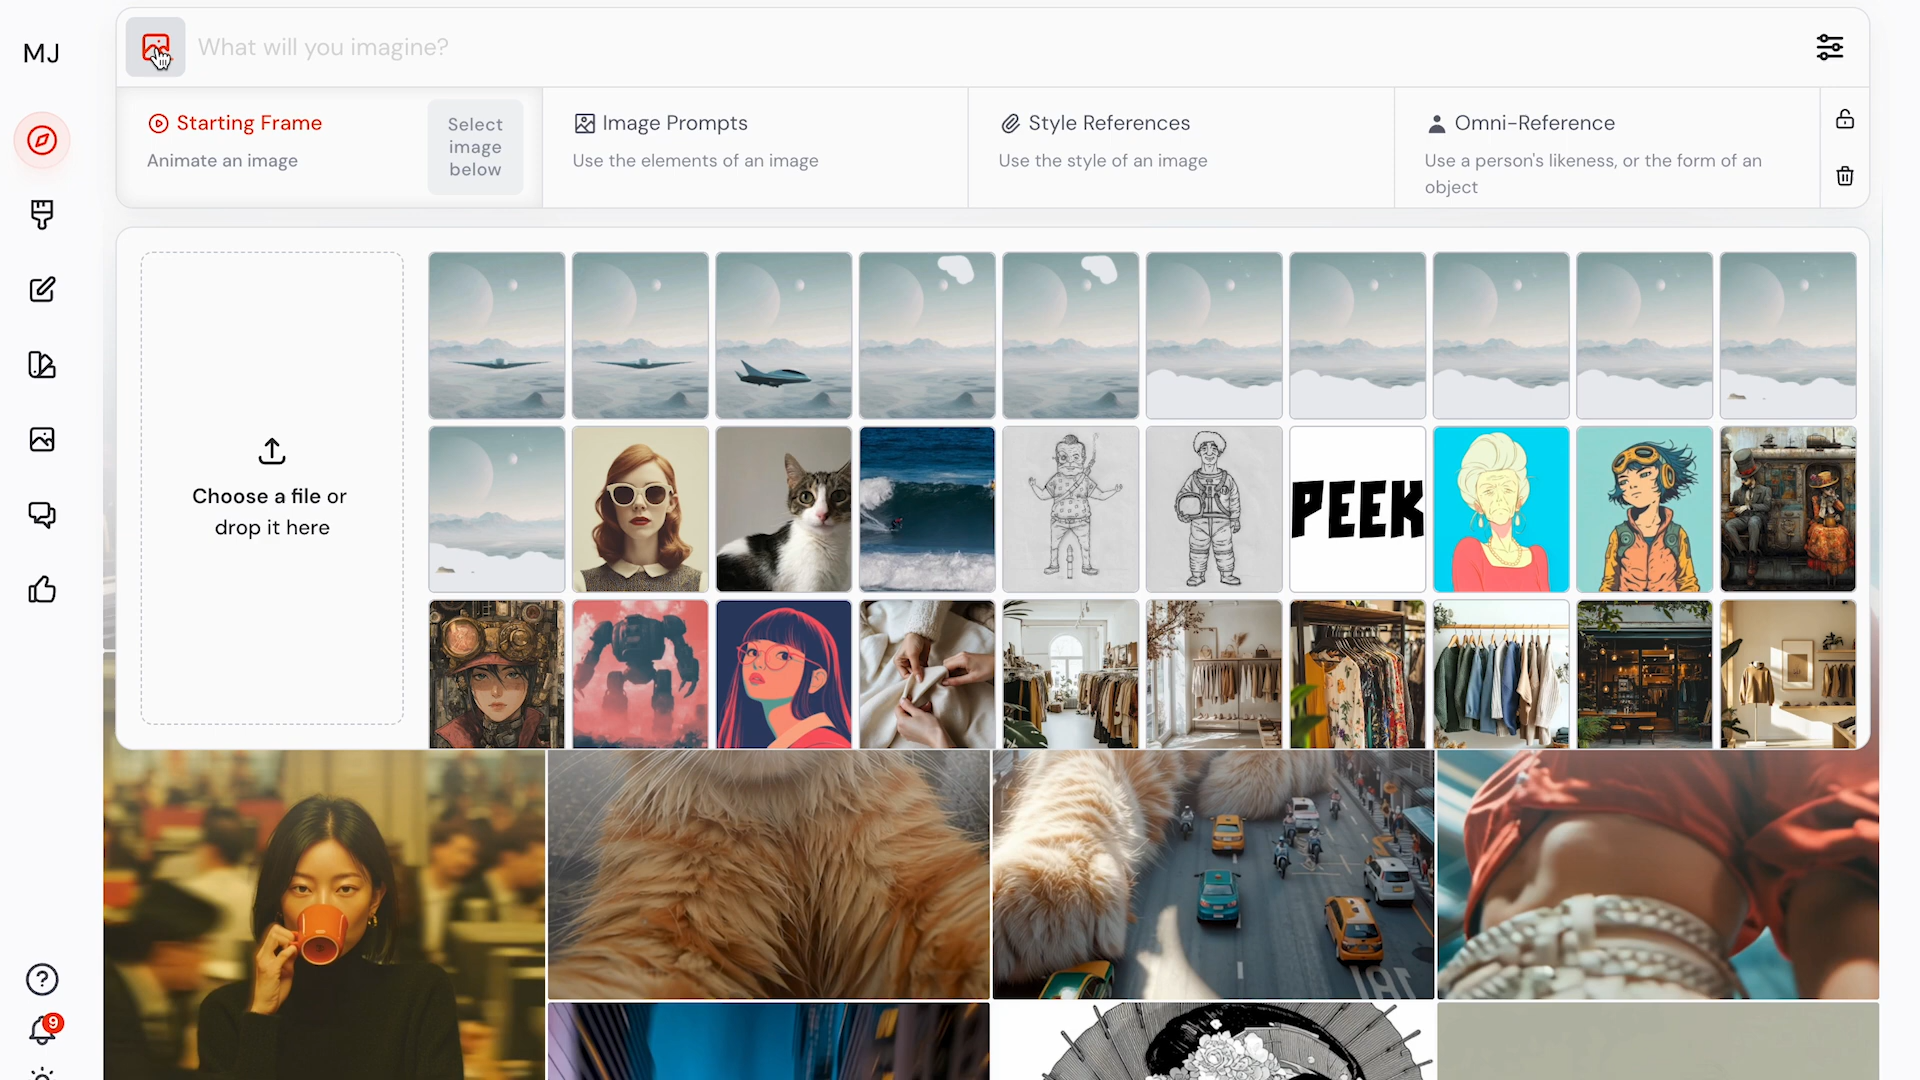 MJ
What will you imagine?
Starting Frame
Animate an image
Select
image
below
Image Prompts
Use the elements of an image
Style References
Use the style of an image
Omni-Reference
Use a person's likeness, or the form of an
object
Choose a file or
drop it here
PEEK
9